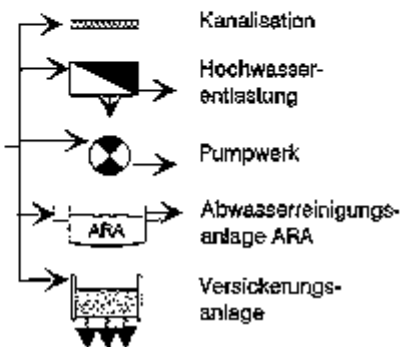 Kanalisation
Hochwasser-
entlastung
Pumpwerk
ARA
Abwasserreinigungs-
anlage ARA
Versickerungs-
anlage